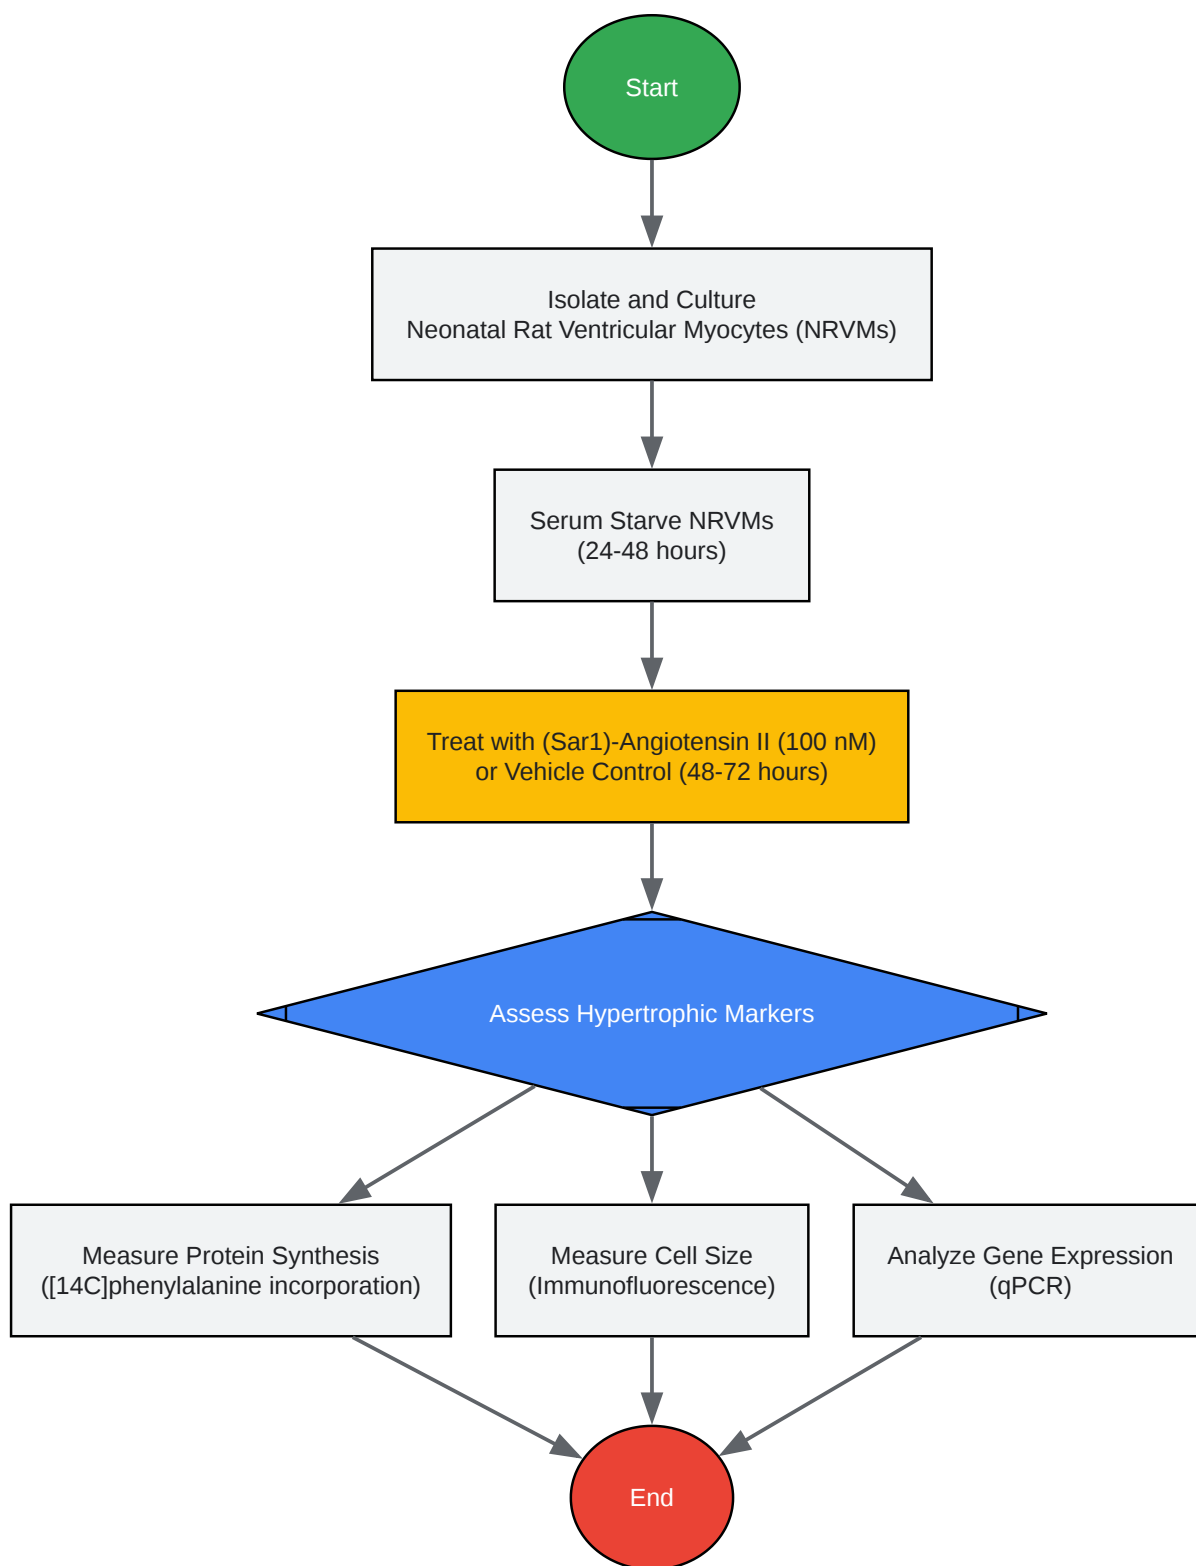 Start
Isolate and Culture
Neonatal Rat Ventricular Myocytes (NRVMs)
Serum Starve NRVMs
(24-48 hours)
Treat with (Sar1)-Angiotensin II (100 nM)
or Vehicle Control (48-72 hours)
Assess Hypertrophic Markers
Measure Protein Synthesis
([14C]phenylalanine incorporation)
Measure Cell Size
(Immunofluorescence)
Analyze Gene Expression
(qPCR)
End